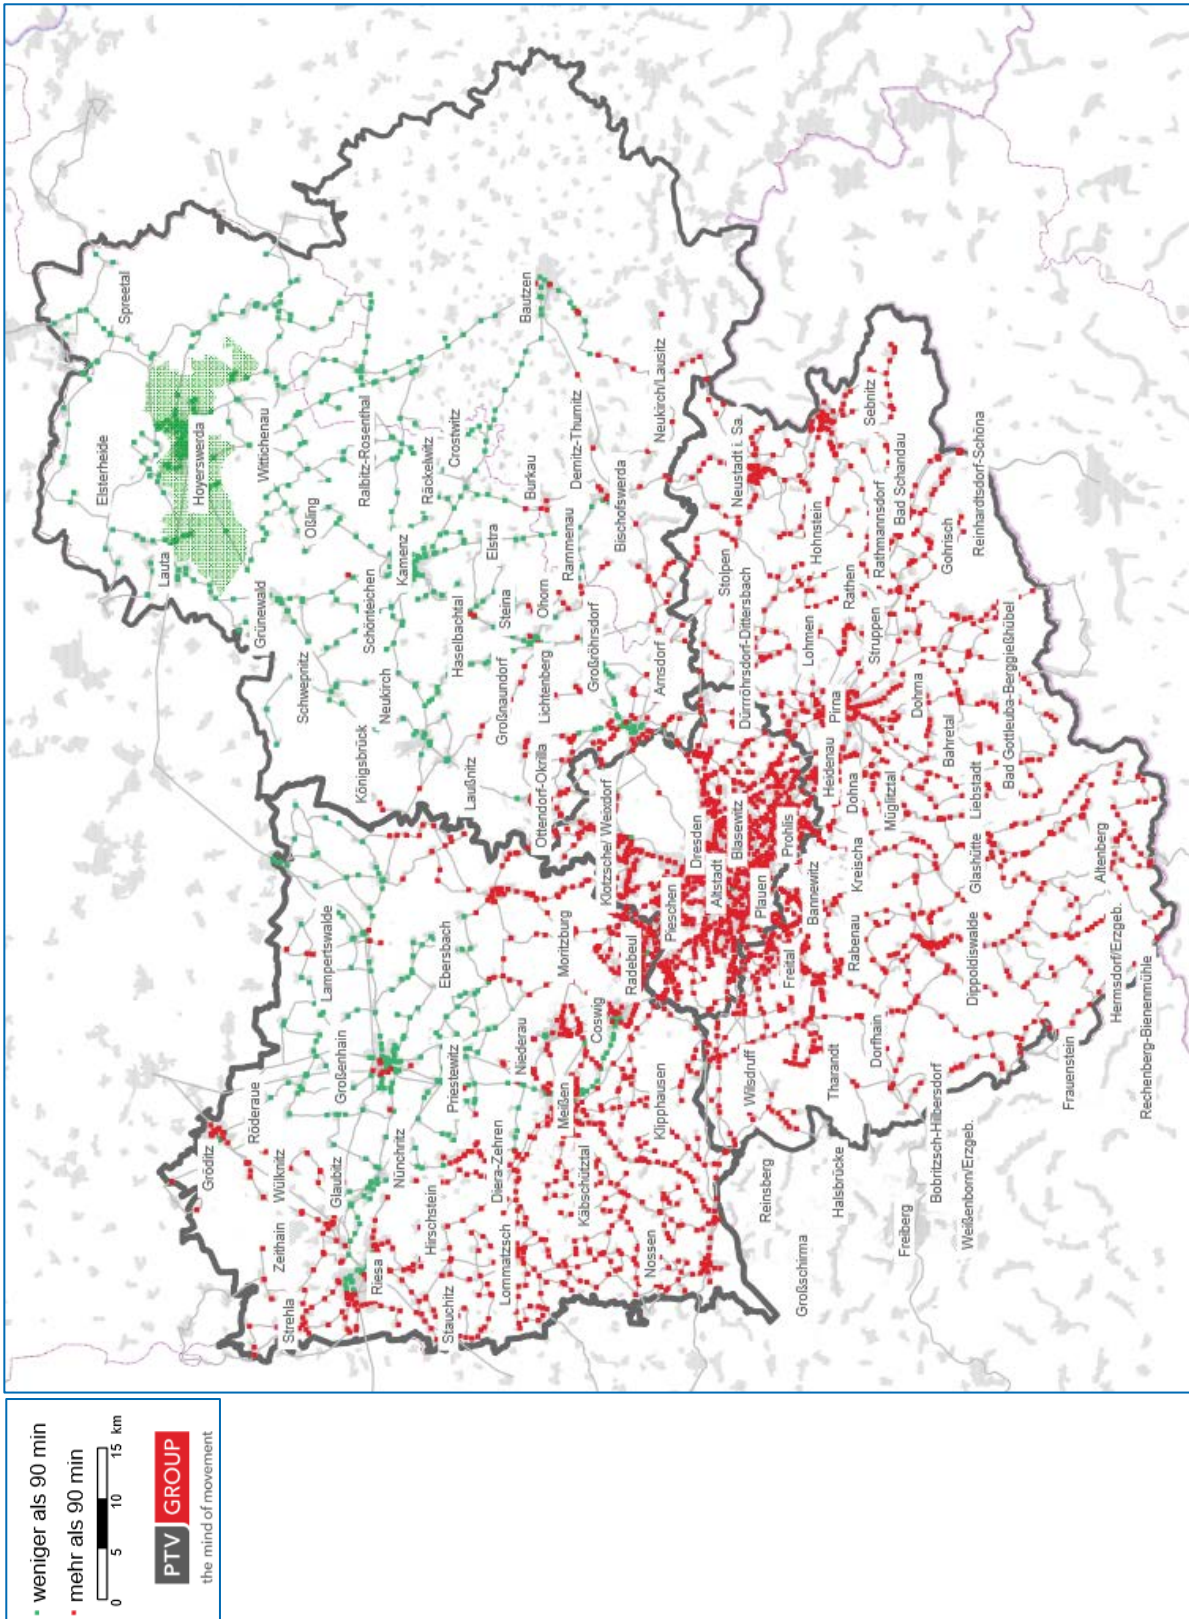 Spreetal
Elsterheide
Lauta
Hoyerswerda
Wittichenau
Grünewald
Oßling
Schwepnitz
Ralbitz-Rosenthal
Schönteichen
Neukirch
Kamenz
Räckelwitz
Königsbrück
Crostwitz
Haselbachtal
Elstra
Laußnitz
Steina
Großnaundorf
Bautzen
Burkau
Ohorn
Lichtenberg
Rammenau
Demitz-Thumitz
Ottendorf-Okrilla
Großröhrsdorf
Bischofswerda
Neukirch/Lausitz
Arnsdorf
Klotzsche/ Weixdorf
Gröditz
Röderaue
Lampertswalde
Wülknitz
Zeithain
Großenhain
Glaubitz
Strehla
Ebersbach
Riesa
Nünchritz
Priestewitz
Hirschstein
Stauchitz
Diera-Zehren
Niederau
Moritzburg
Lommatzsch
Meißen
Coswig
Radebeul
Käbschütztal
Nossen
Klipphausen
Pieschen
Dresden
Altstadt
Blasewitz
Plauen
Prohlis
Stolpen
Neustadt i. Sa.
Dürrröhrsdorf-Dittersbach
Hohnstein
Sebnitz
Lohmen
Rathen
Rathmannsdorf
Bad Schandau
Struppen
Gohrisch
Reinhardtsdorf-Schöna
Pirna
Heidenau
Dohna
Dohma
Müglitztal
Bahretal
Liebstadt
Bad Gottleuba-Berggießhübel
Wilsdruff
Freital
Bannewitz
Kreischa
Rabenau
Tharandt
Dorfhain
Glashütte
Dippoldiswalde
Altenberg
Hermsdorf/Erzgeb.
Rechenberg-Bienenmühle
Frauenstein
Reinsberg
Halsbrücke
Großschirma
Freiberg
Bobritzsch-Hilbersdorf
Weißenborn/Erzgeb.
weniger als 90 min
mehr als 90 min
0 5 10 15 km
PTV GROUP
the mind of movement